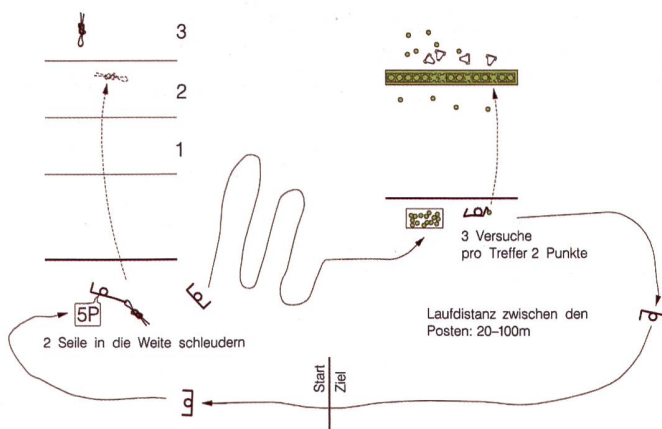 3
2
1
5P
2 Seile in die Weite schleudern
3 Versuche
pro Treffer 2 Punkte
Laufdistanz zwischen den
Posten: 20–100m
Start
Ziel